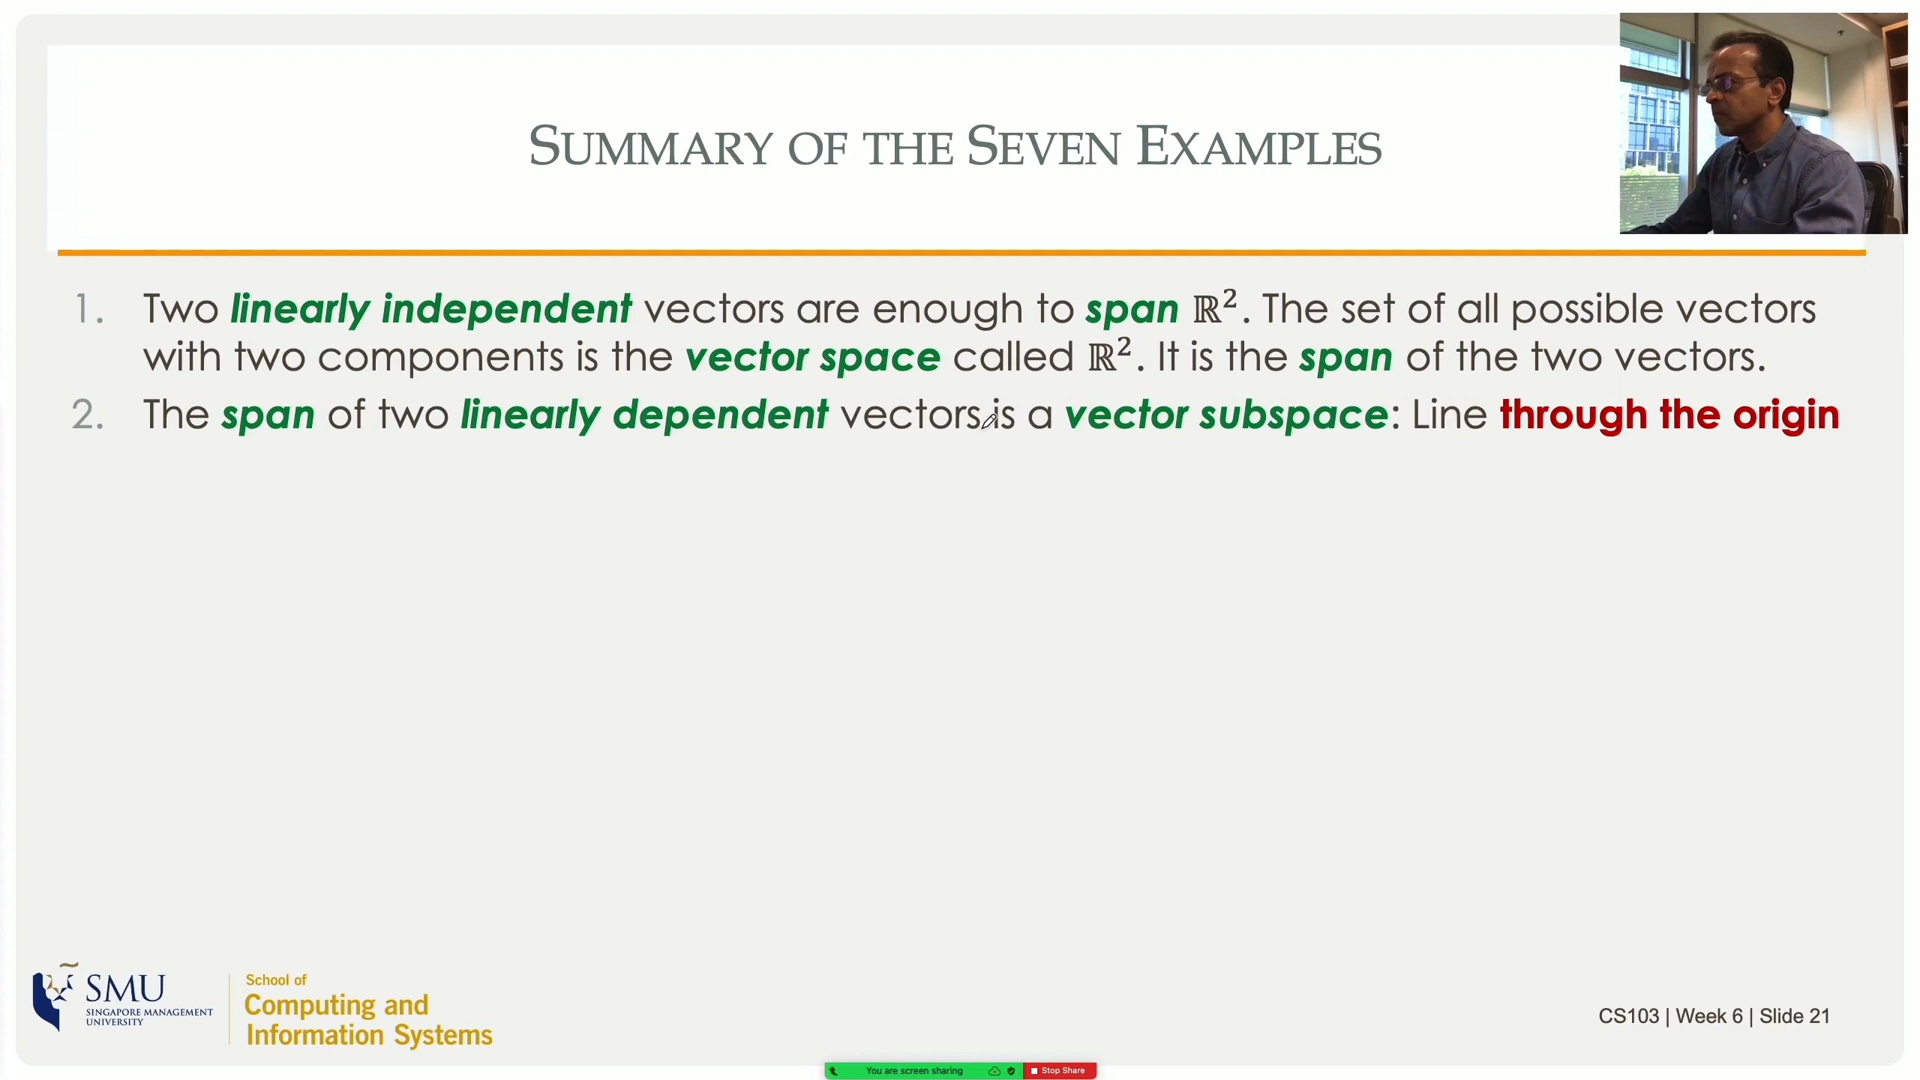 SUMMARY OF THE SEVEN EXAMPLES
1. Two linearly independent vectors are enough to span ℝ². The set of all possible vectors
with two components is the vector space called ℝ². It is the span of the two vectors.
2. The span of two linearly dependent vectors is a vector subspace: Line through the origin
SMU
SINGAPORE MANAGEMENT
UNIVERSITY
School of
Computing and
Information Systems
CS103 | Week 6 | Slide 21
You are screen sharing
Stop Share